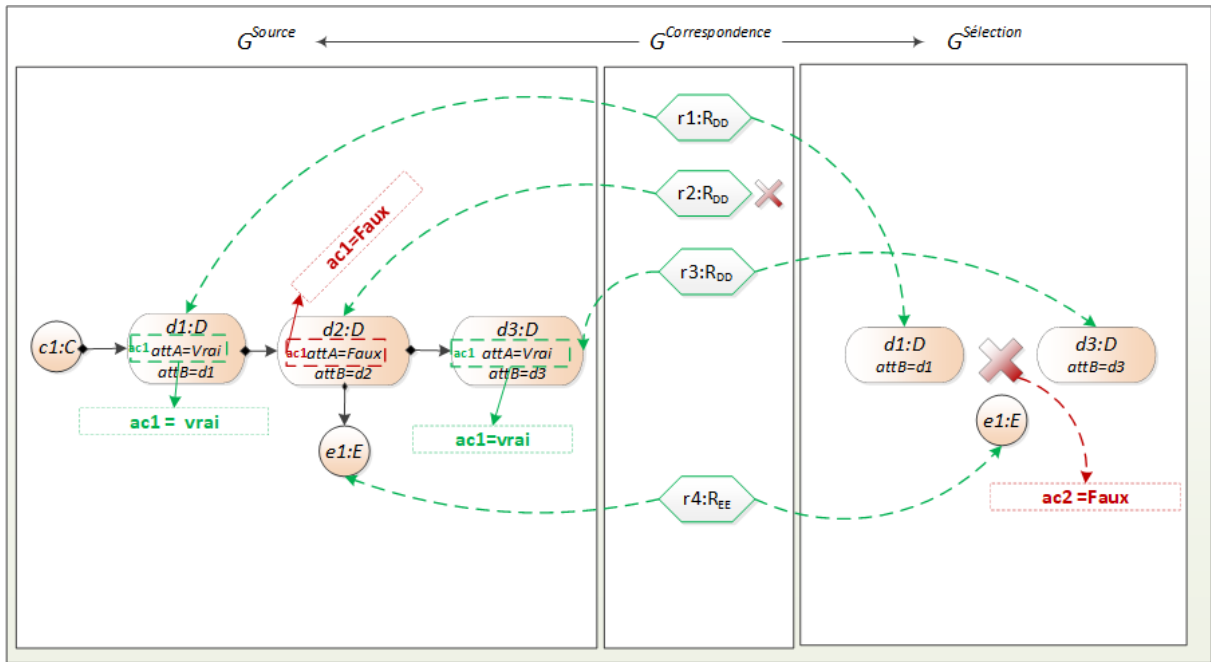 G^Source G^Correspondence G^Sélection
r1:R_DD
r2:R_DD
ac1=Faux
r3:R_DD
c1:C
d1:D
ac1 attA=Vrai
attB=d1
d2:D
ac1 attA=Faux
attB=d2
d3:D
ac1 attA=Vrai
attB=d3
ac1 = vrai
ac1=vrai
e1:E
r4:R_EE
d1:D
attB=d1
d3:D
attB=d3
e1:E
ac2 =Faux